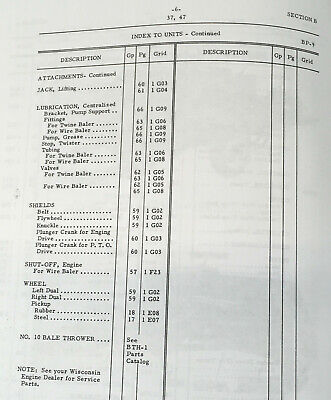 -6-
37, 47
SECTION B
INDEX TO UNITS - Continued
BP-4
DESCRIPTION Gp Pg Grid DESCRIPTION Gp Pg Grid
ATTACHMENTS-Continued
60 1 G03
JACK, Lifting .......... 61 1 G04
LUBRICATION, Centralized
Bracket, Pump Support .. 66 1 G09
Fittings
For Twine Baler ........ 63 1 G06
For Wire Baler ......... 65 1 G08
Pump, Grease ........... 66 1 G09
Stop, Twister .......... 66 1 G09
Tubing
For Twine Baler ........ 63 1 G06
For Wire Baler ......... 65 1 G08
Valves
For Twine Baler ........ 62 1 G05
63 1 G06
For Wire Baler ......... 62 1 G05
65 1 G08
SHIELDS
Belt ................... 59 1 G02
Flywheel ............... 59 1 G02
Knuckle ................ 59 1 G02
Plunger Crank for Engine
Drive .................. 60 1 G03
Plunger Crank for P. T. O.
Drive .................. 60 1 G03
SHUT-OFF, Engine
For Wire Baler ......... 57 1 F23
WHEEL
Left Dual .............. 59 1 G02
Right Dual ............. 59 1 G02
Pickup
Rubber ................. 18 1 E08
Steel .................. 17 1 E07
NO. 10 BALE THROWER .... See
BTH-1
Parts
Catalog
NOTE: See your Wisconsin
Engine Dealer for Service
Parts.